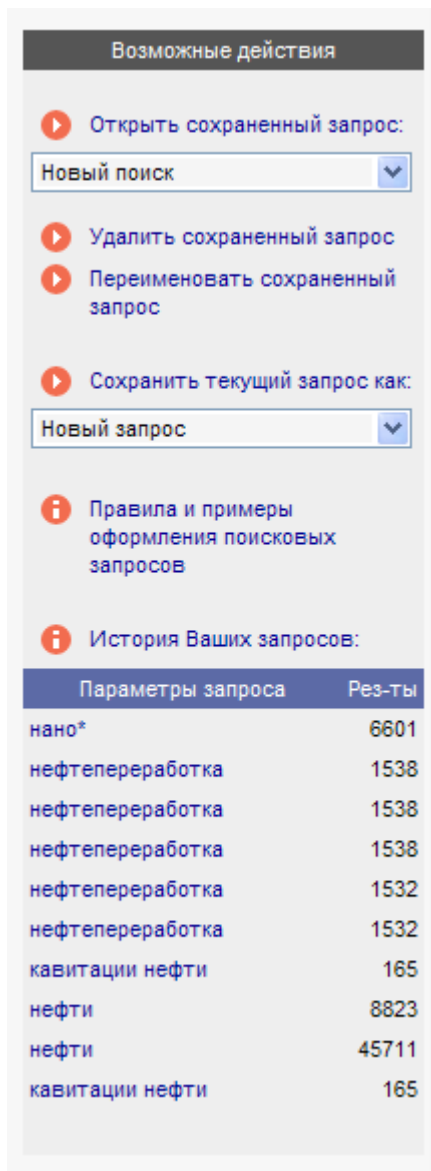 Возможные действия
Открыть сохраненный запрос:
Новый поиск
Удалить сохраненный запрос
Переименовать сохраненный
запрос
Сохранить текущий запрос как:
Новый запрос
Правила и примеры
оформления поисковых
запросов
История Ваших запросов:
Параметры запроса Рез-ты
нано* 6601
нефтепереработка 1538
нефтепереработка 1538
нефтепереработка 1538
нефтепереработка 1532
нефтепереработка 1532
кавитации нефти 165
нефти 8823
нефти 45711
кавитации нефти 165